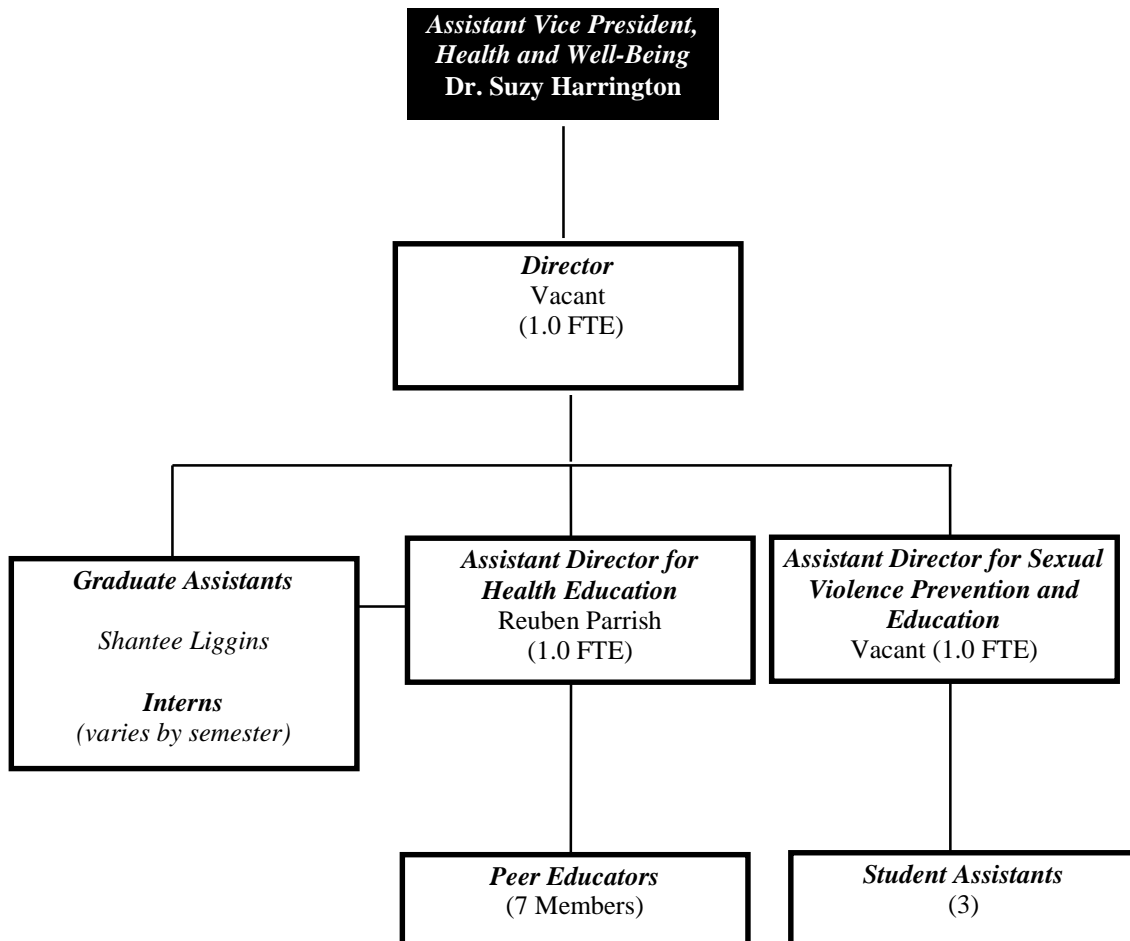 Assistant Vice President,
Health and Well-Being
Dr. Suzy Harrington
Director
Vacant
(1.0 FTE)
Graduate Assistants
Shantee Liggins
Interns
(varies by semester)
Assistant Director for
Health Education
Reuben Parrish
(1.0 FTE)
Assistant Director for Sexual
Violence Prevention and
Education
Vacant (1.0 FTE)
Peer Educators
(7 Members)
Student Assistants
(3)